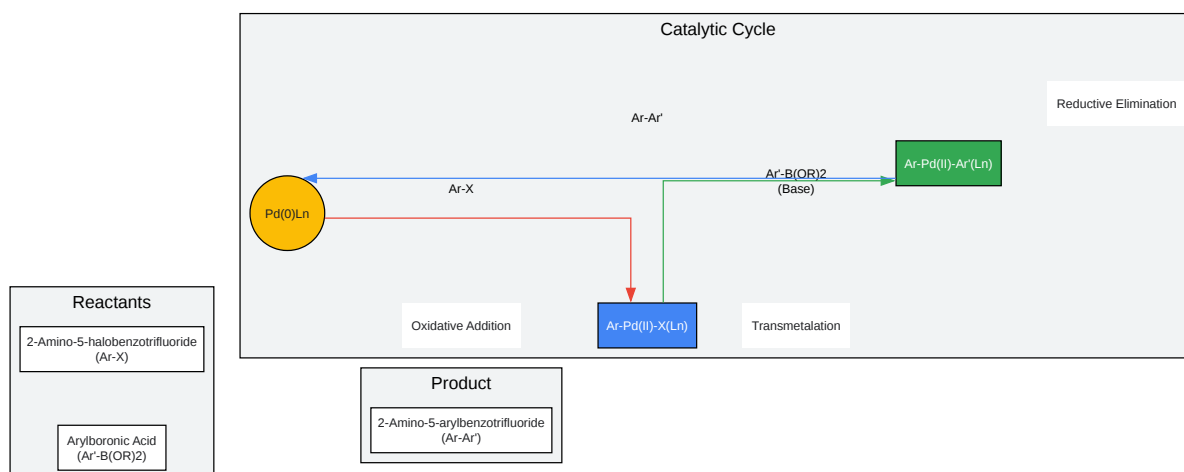 Catalytic Cycle
Reductive Elimination
Ar-Ar'
Ar-Pd(II)-Ar'(Ln)
Ar'-B(OR)2
(Base)
Ar-X
Pd(0)Ln
Oxidative Addition
Ar-Pd(II)-X(Ln)
Transmetalation
Reactants
2-Amino-5-halobenzotrifluoride
(Ar-X)
Arylboronic Acid
(Ar'-B(OR)2)
Product
2-Amino-5-arylbenzotrifluoride
(Ar-Ar')